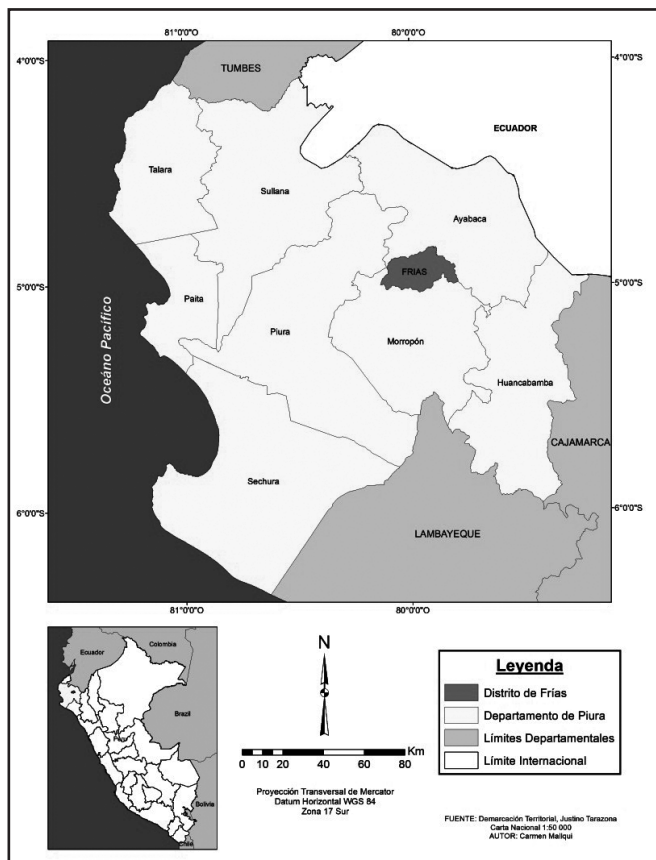 81°0'0"O 80°0'0"O
4°0'0"S 4°0'0"S
TUMBES
ECUADOR
Talara
Sullana
Ayabaca
FRIAS
5°0'0"S 5°0'0"S
Paita
Piura
Morropón
Huancabamba
Océano Pacífico
CAJAMARCA
Sechura
6°0'0"S 6°0'0"S
LAMBAYEQUE
81°0'0"O 80°0'0"O
Ecuador
Colombia
Brazil
Perú
Bolivia
Chile
N
0 10 20 40 60 80 Km
Proyección Transversal de Mercator
Datum Horizontal WGS 84
Zona 17 Sur
Leyenda
Distrito de Frías
Departamento de Piura
Límites Departamentales
Límite Internacional
FUENTE: Demarcación Territorial, Justino Tarazona
Carta Nacional 1:50 000
AUTOR: Carmen Maliqui